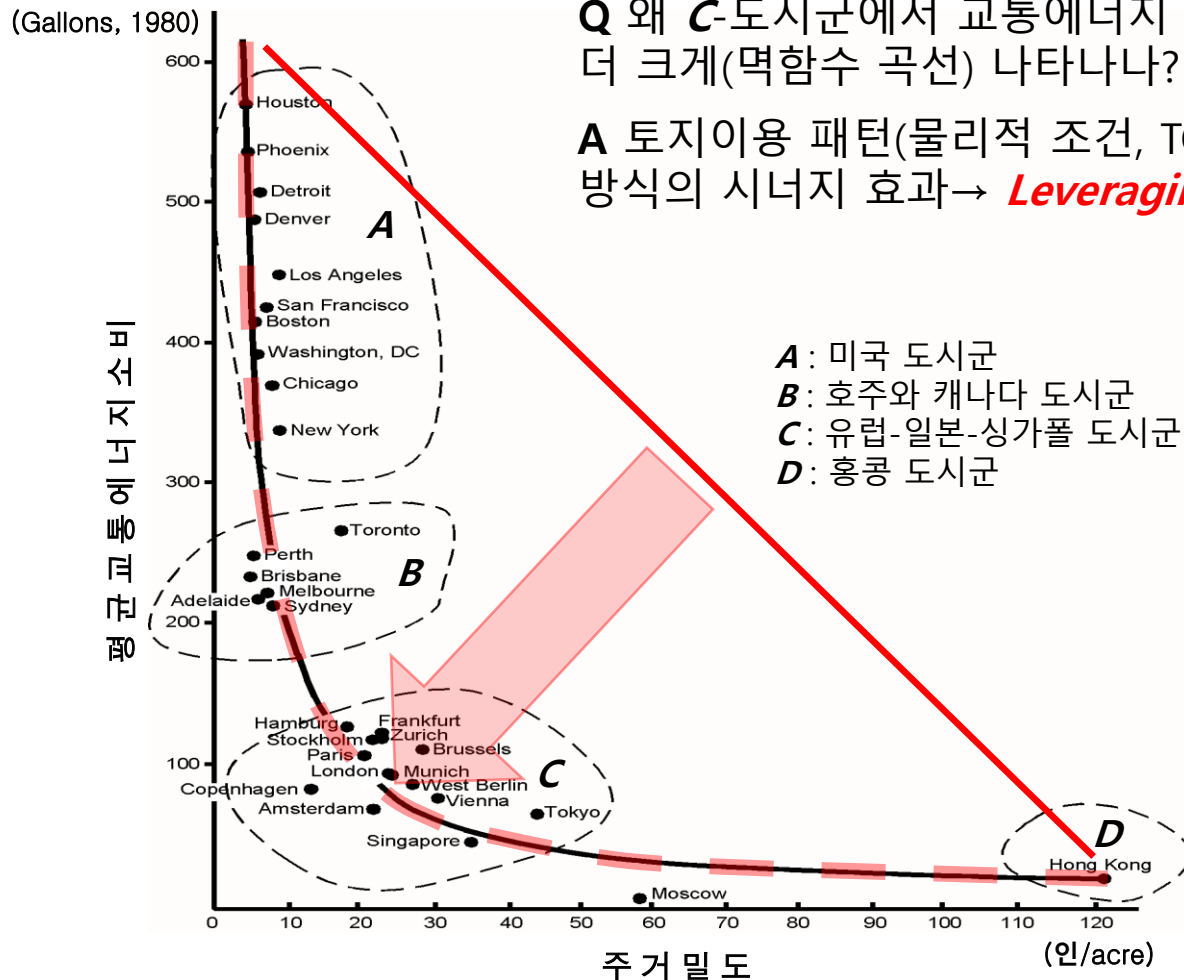 (Gallons, 1980)
Q 왜 C-도시군에서 교통에너지
더 크게(멱함수 곡선) 나타나나?
A 토지이용 패턴(물리적 조건,
방식의 시너지 효과→
600
500
400
300
200
100
0
10
20
30
40
50
60
70
80
90
100
110
120
평균교통에너지소비
주거밀도
(인/acre)
Houston
Phoenix
Detroit
Denver
A
Los Angeles
San Francisco
Boston
Washington, DC
Chicago
New York
A : 미국 도시군
B : 호주와 캐나다 도시군
C : 유럽-일본-싱가폴 도시군
D : 홍콩 도시군
Toronto
Perth
Brisbane
B
Melbourne
Adelaide
Sydney
Hamburg
Frankfurt
Stockholm
Zurich
Paris
Brussels
London
Munich
C
Copenhagen
West Berlin
Vienna
Amsterdam
Tokyo
Singapore
D
Hong Kong
Moscow